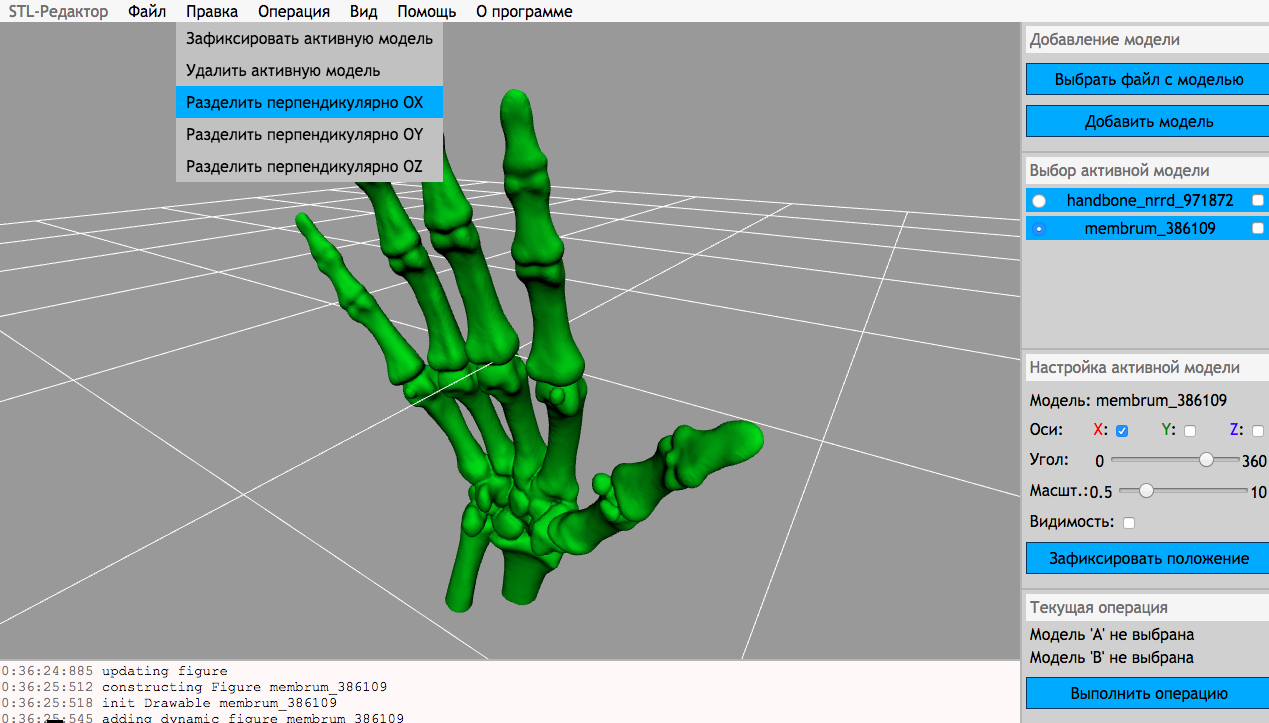 STL-Редактор Файл Правка Операция Вид Помощь О программе
Зафиксировать активную модель
Удалить активную модель
Разделить перпендикулярно OX
Разделить перпендикулярно OY
Разделить перпендикулярно OZ
Добавление модели
Выбрать файл с моделью
Добавить модель
Выбор активной модели
handbone_nrrd_971872
membrum_386109
Настройка активной модели
Модель: membrum_386109
Оси: X: Y: Z:
Угол: 0 360
Масшт.: 0.5 10
Видимость:
Зафиксировать положение
Текущая операция
Модель 'A' не выбрана
Модель 'B' не выбрана
Выполнить операцию
0:36:24:885 updating figure
0:36:25:512 constructing Figure membrum_386109
0:36:25:518 init Drawable membrum_386109
0:36:25:545 adding dynamic figure membrum_386109